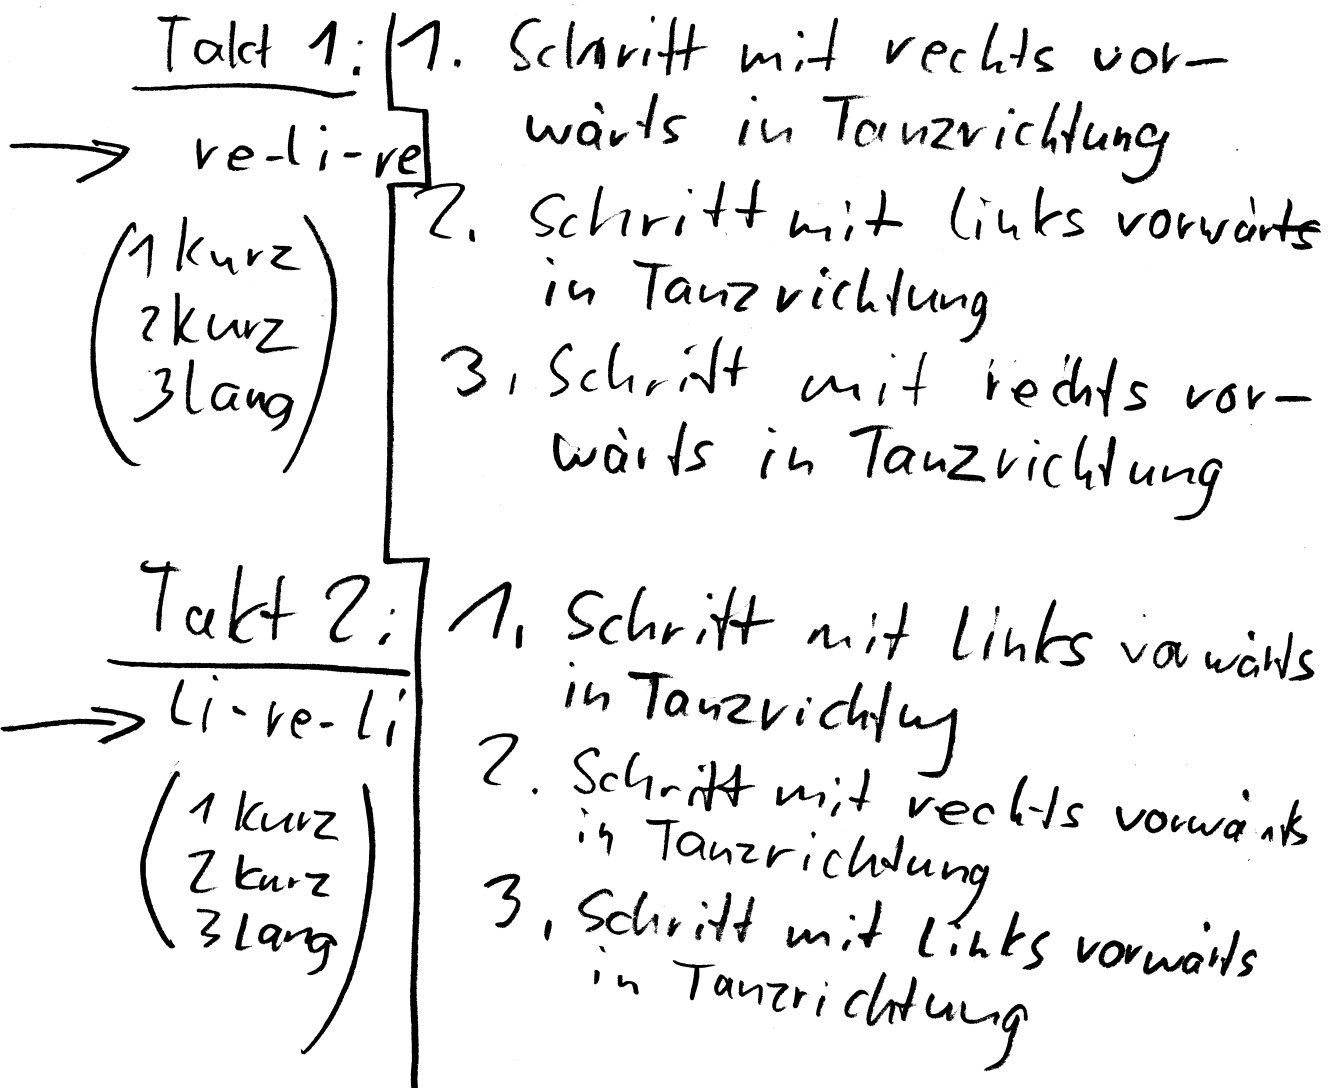 Takt 1:
re-li-re
(1 kurz
2 kurz
3 lang)
1. Schritt mit rechts vor-
wärts in Tanzrichtung
2. Schritt mit links vorwärts
in Tanzrichtung
3. Schritt mit rechts vor-
wärts in Tanzrichtung
Takt 2:
li-re-li
(1 kurz
2 kurz
3 lang)
1. Schritt mit links vorwärts
in Tanzrichtung
2. Schritt mit rechts vorwärts
in Tanzrichtung
3. Schritt mit links vorwärts
in Tanzrichtung